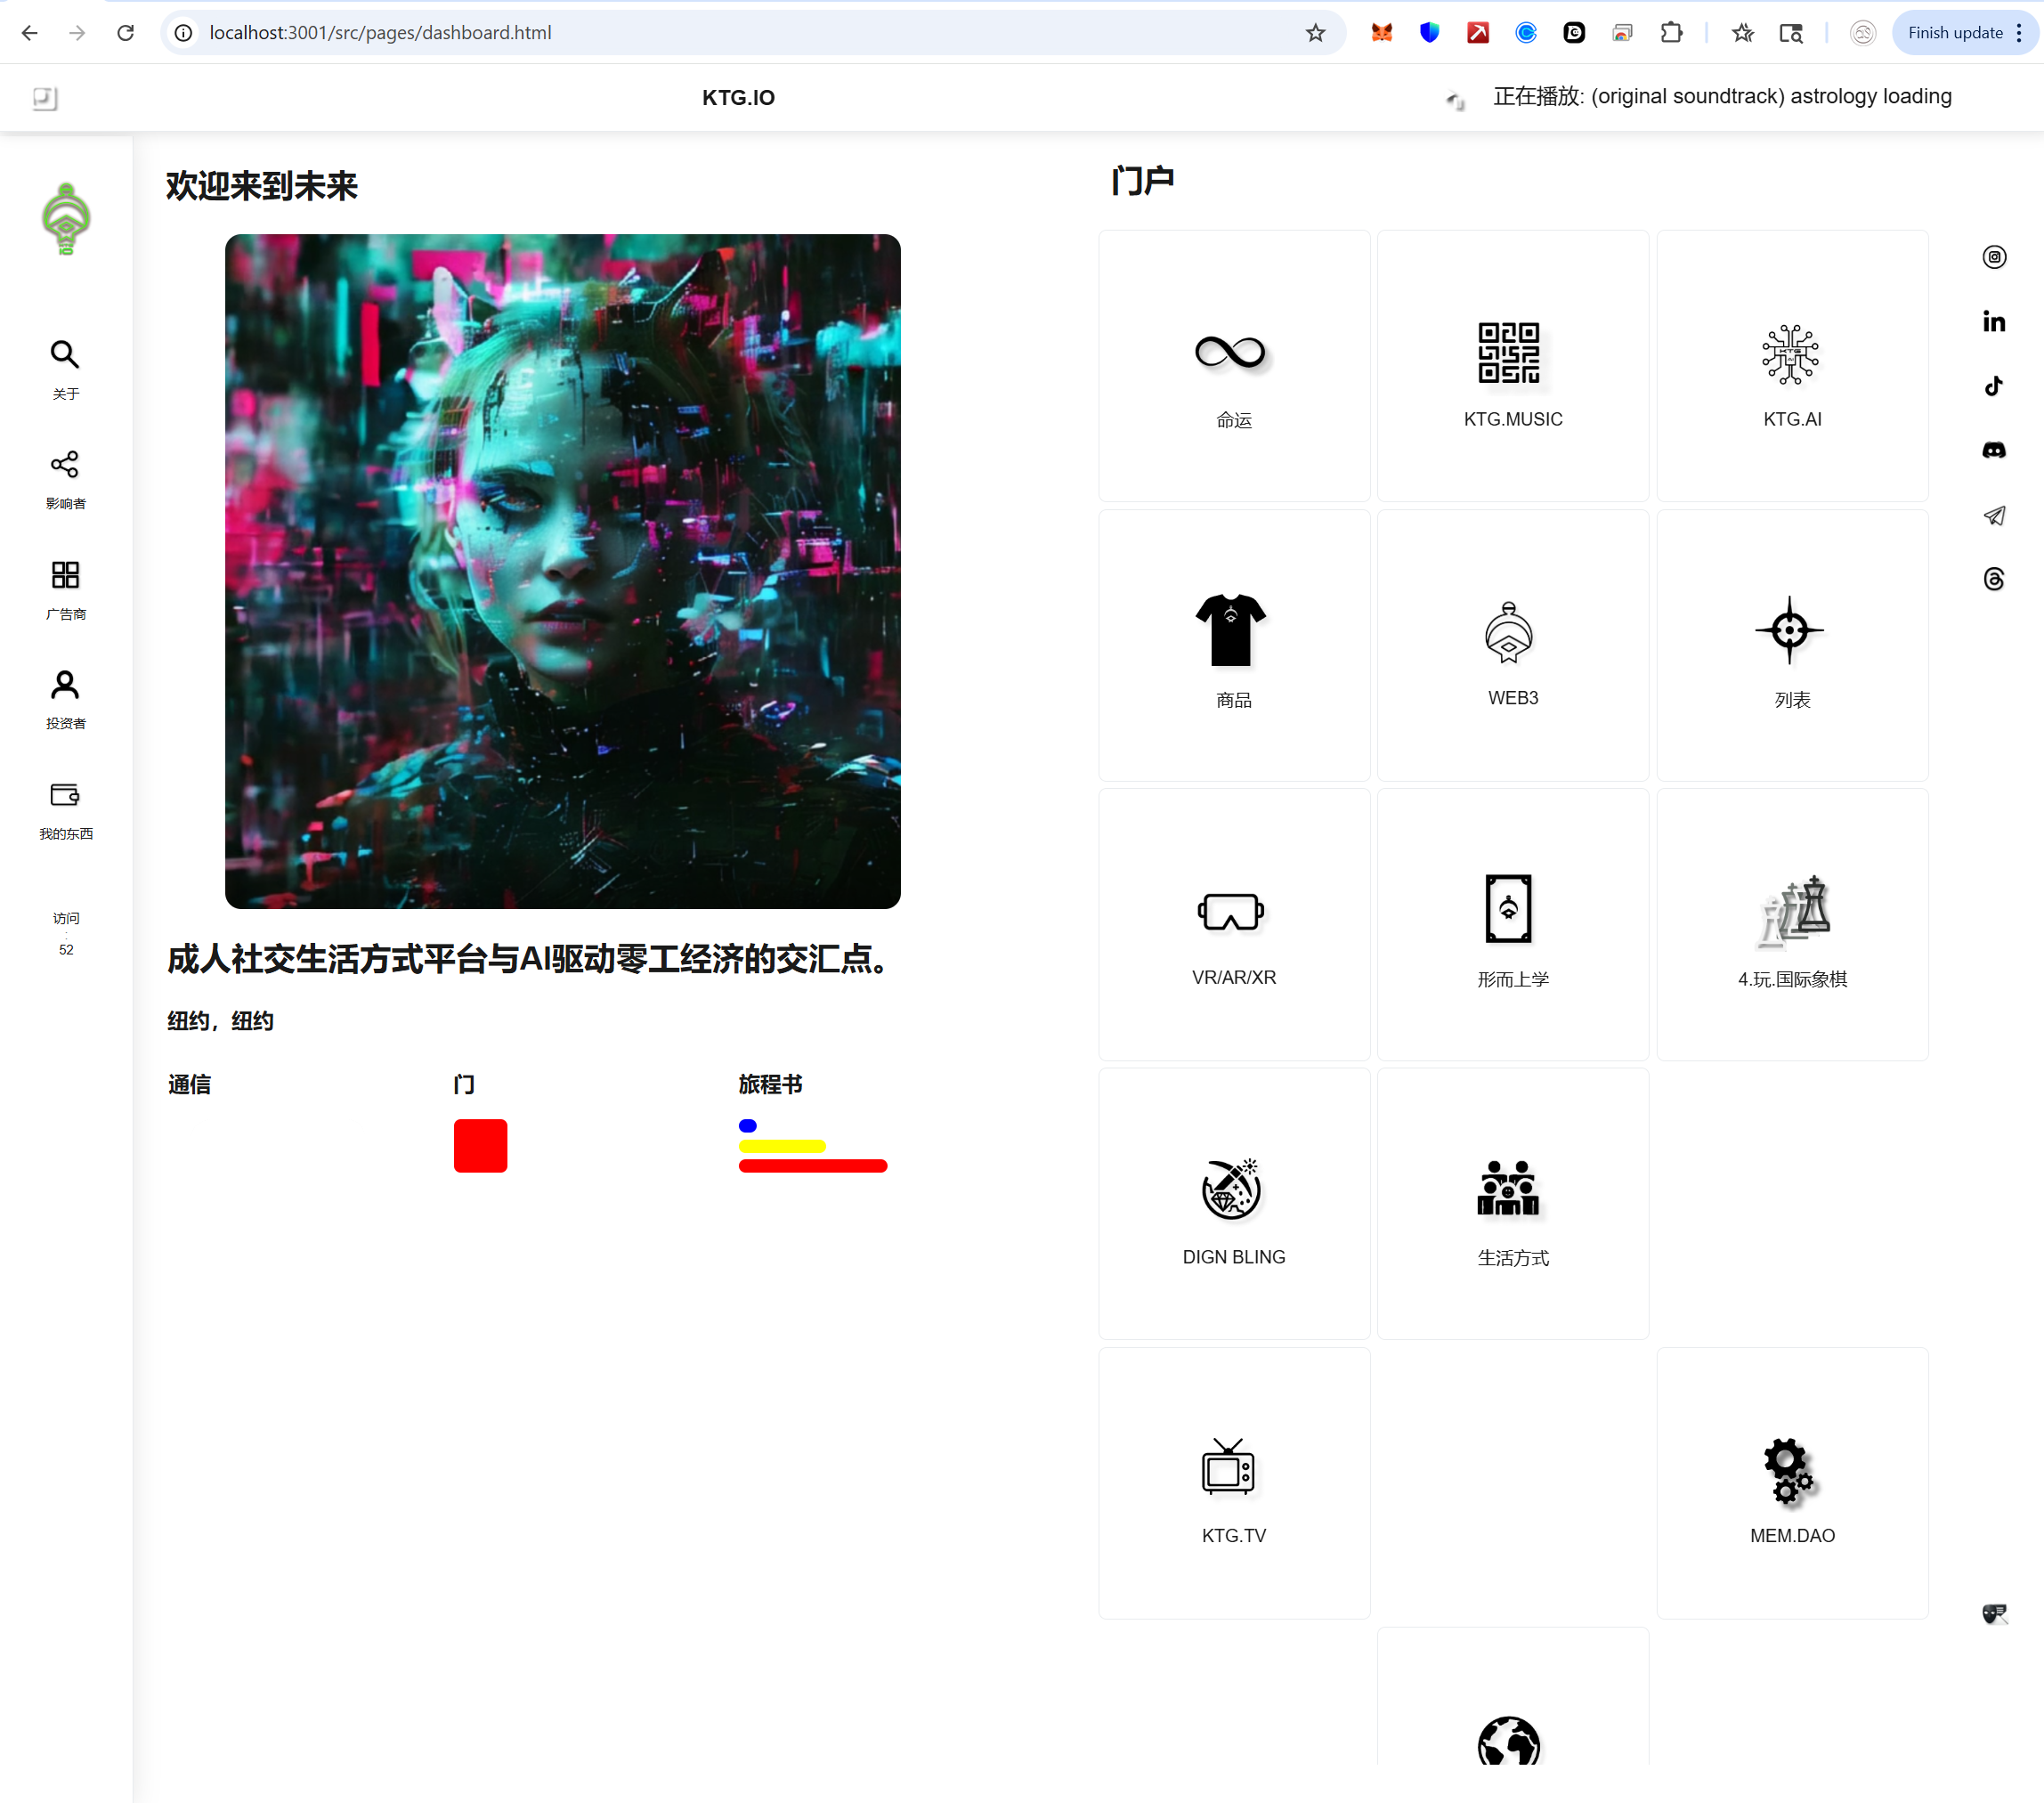 localhost:3001/src/pages/dashboard.html
Finish update
KTG.IO
正在播放: (original soundtrack) astrology loading
关于
影响者
广告商
投资者
我的东西
访问
:
52
欢迎来到未来
成人社交生活方式平台与AI驱动零工经济的交汇点。
纽约，纽约
通信
门
旅程书
门户
命运
KTG.MUSIC
KTG.AI
商品
WEB3
列表
VR/AR/XR
形而上学
4.玩.国际象棋
DIGN BLING
生活方式
KTG.TV
MEM.DAO